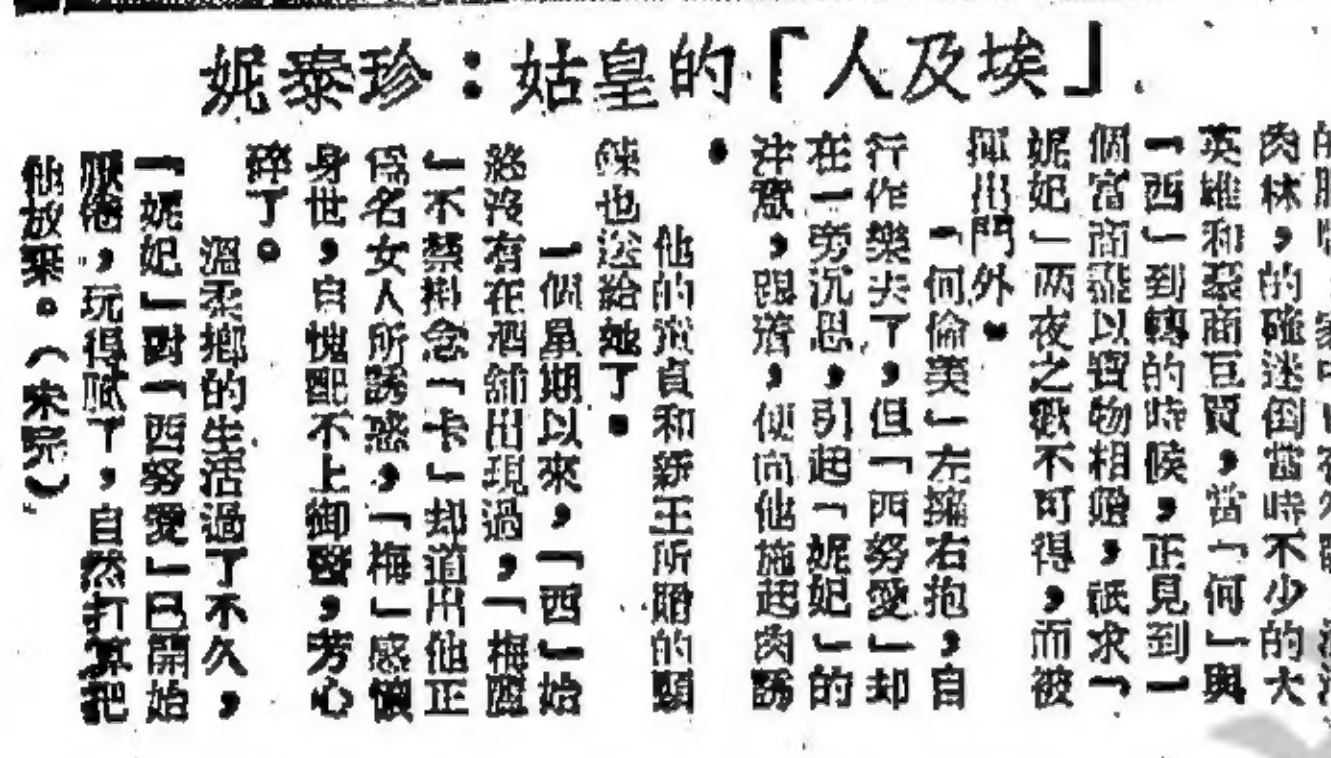 「埃及人」的皇姑：珍泰妮
肉林，的確迷倒當時不少的大
英雄和豪商巨賈，當「何」與
「西」到轉的時候，正見到一
個富商雖以寶物相贈，祇求「
妮妃」两夜之歡不可得，而被
揮出門外。
「何倫美」左擁右抱，自
行作樂去了，但「西努愛」却
在一旁沉思，引起「妮妃」的
注意，跟着，便向他施起肉誘
。
他的童貞和新王所賜的頸
鍊也送給她了。
一個星期以來，「西」始
終沒有在酒舖出現過，「梅麗
」不禁掛念「卡」却道出他正
爲名女人所誘惑，「梅」感懷
身世，自愧配不上御醫，芳心
碎了。
溫柔鄉的生活過了不久，
「妮妃」對「西努愛」已開始
厭倦，玩得膩了，自然打算把
他放棄。（未完）